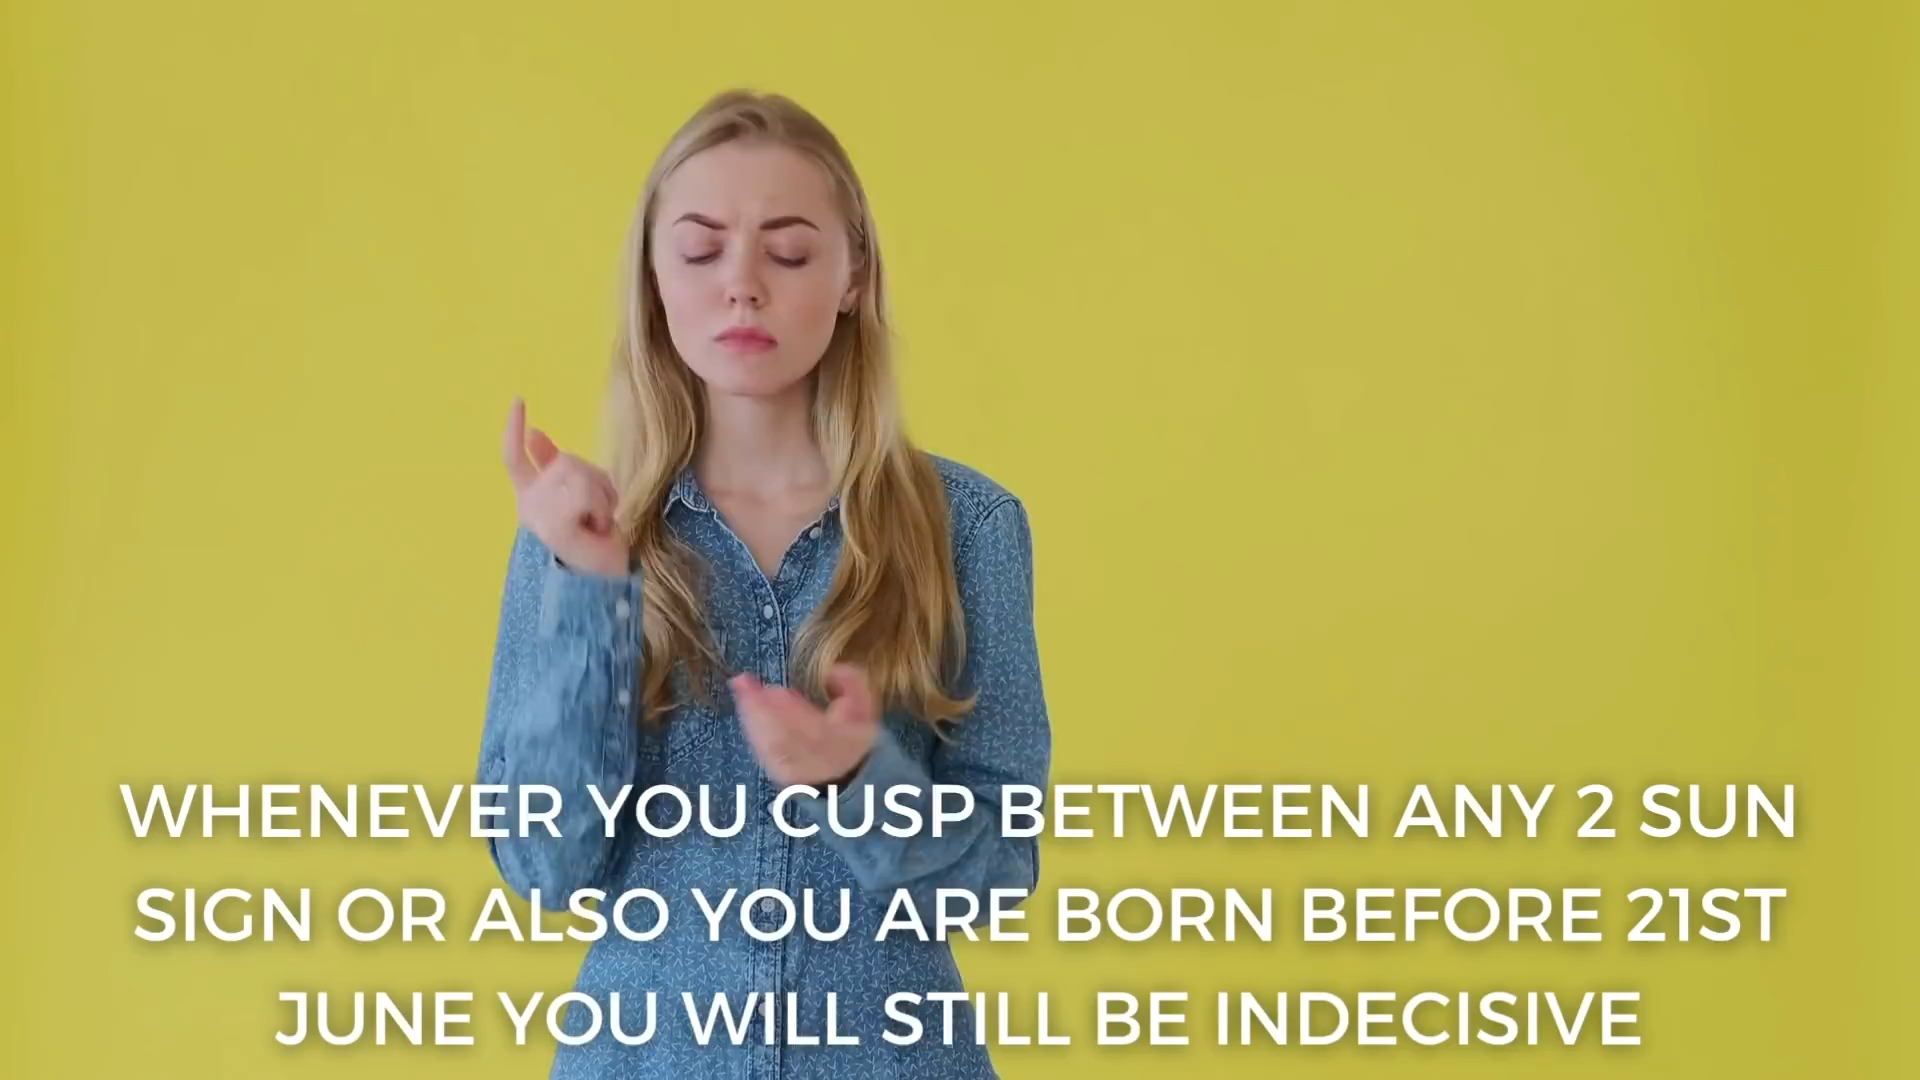 WHENEVER YOU CUSP BETWEEN ANY 2 SUN
SIGN OR ALSO YOU ARE BORN BEFORE 21ST
JUNE YOU WILL STILL BE INDECISIVE